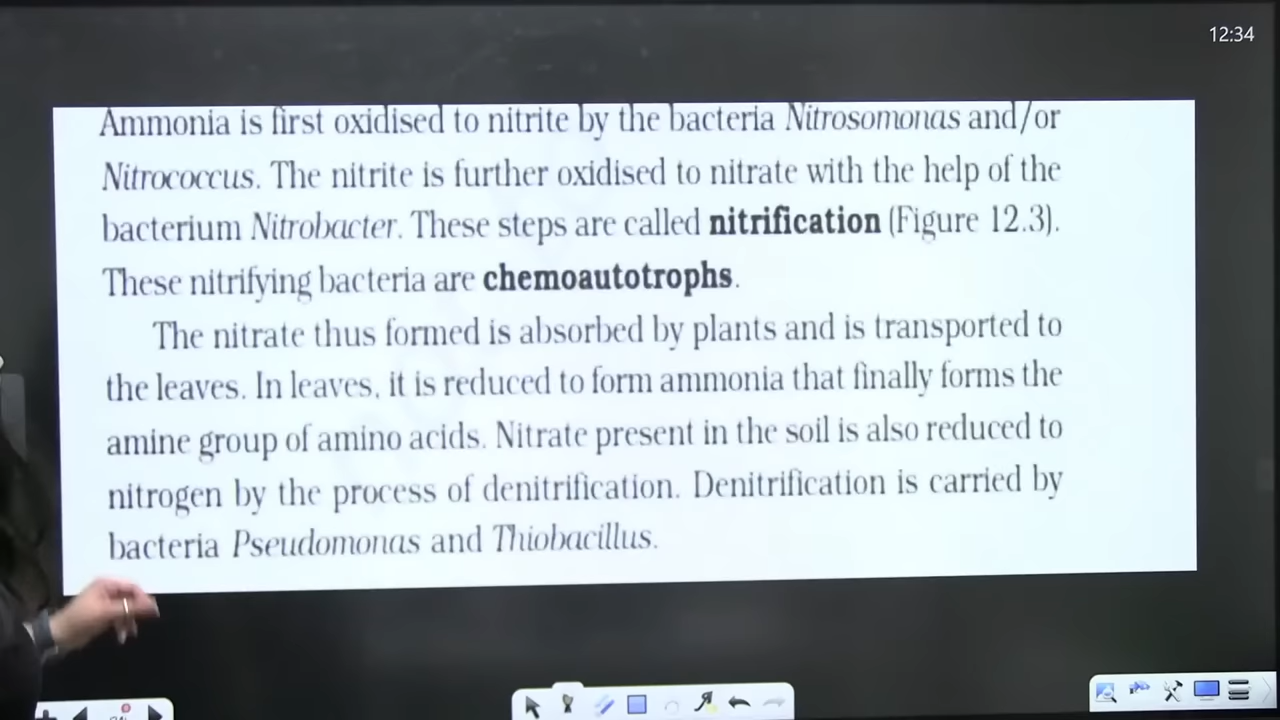 12:34
Ammonia is first oxidised to nitrite by the bacteria Nitrosomonas and/or
Nitrococcus. The nitrite is further oxidised to nitrate with the help of the
bacterium Nitrobacter. These steps are called nitrification (Figure 12.3).
These nitrifying bacteria are chemoautotrophs.
The nitrate thus formed is absorbed by plants and is transported to
the leaves. In leaves, it is reduced to form ammonia that finally forms the
amine group of amino acids. Nitrate present in the soil is also reduced to
nitrogen by the process of denitrification. Denitrification is carried by
bacteria Pseudomonas and Thiobacillus.